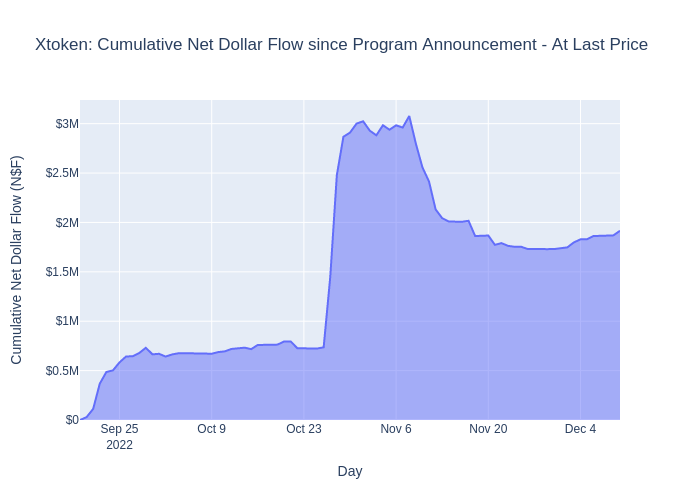 Xtoken: Cumulative Net Dollar Flow since Program Announcement - At Last Price
Cumulative Net Dollar Flow (N$F)
$3M
$2.5M
$2M
$1.5M
$1M
$0.5M
$0
Sep 25
2022
Oct 9
Oct 23
Nov 6
Nov 20
Dec 4
Day